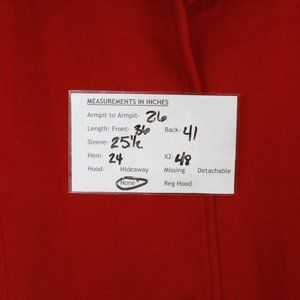 MEASUREMENTS IN INCHES
Armpit to Armpit- 26
Length: Front- 36 Back- 41
Sleeve- 25½
Hem- 24 X2- 48
Hood- Hideaway Missing Detachable
None Reg Hood